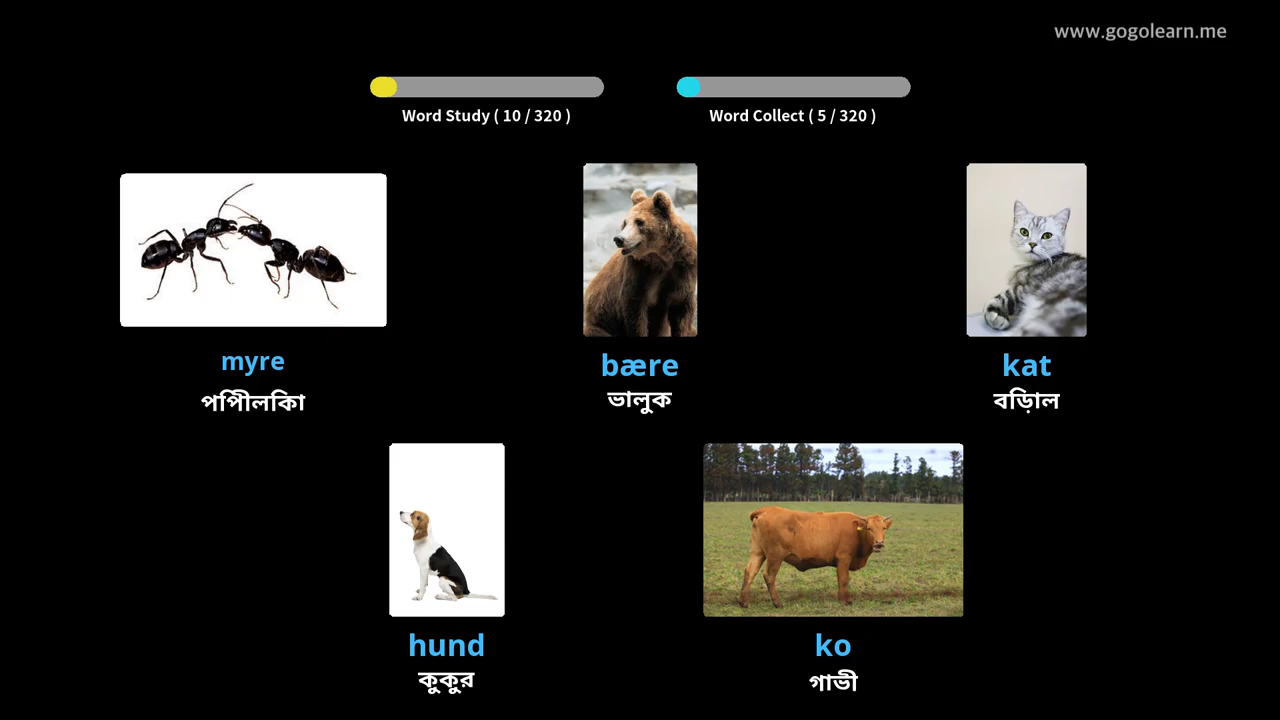 www.gogolearn.me
Word Study ( 10 / 320 )
Word Collect ( 5 / 320 )
myre
পিপীলিকা
bære
ভালুক
kat
বিড়াল
hund
কুকুর
ko
গাভী